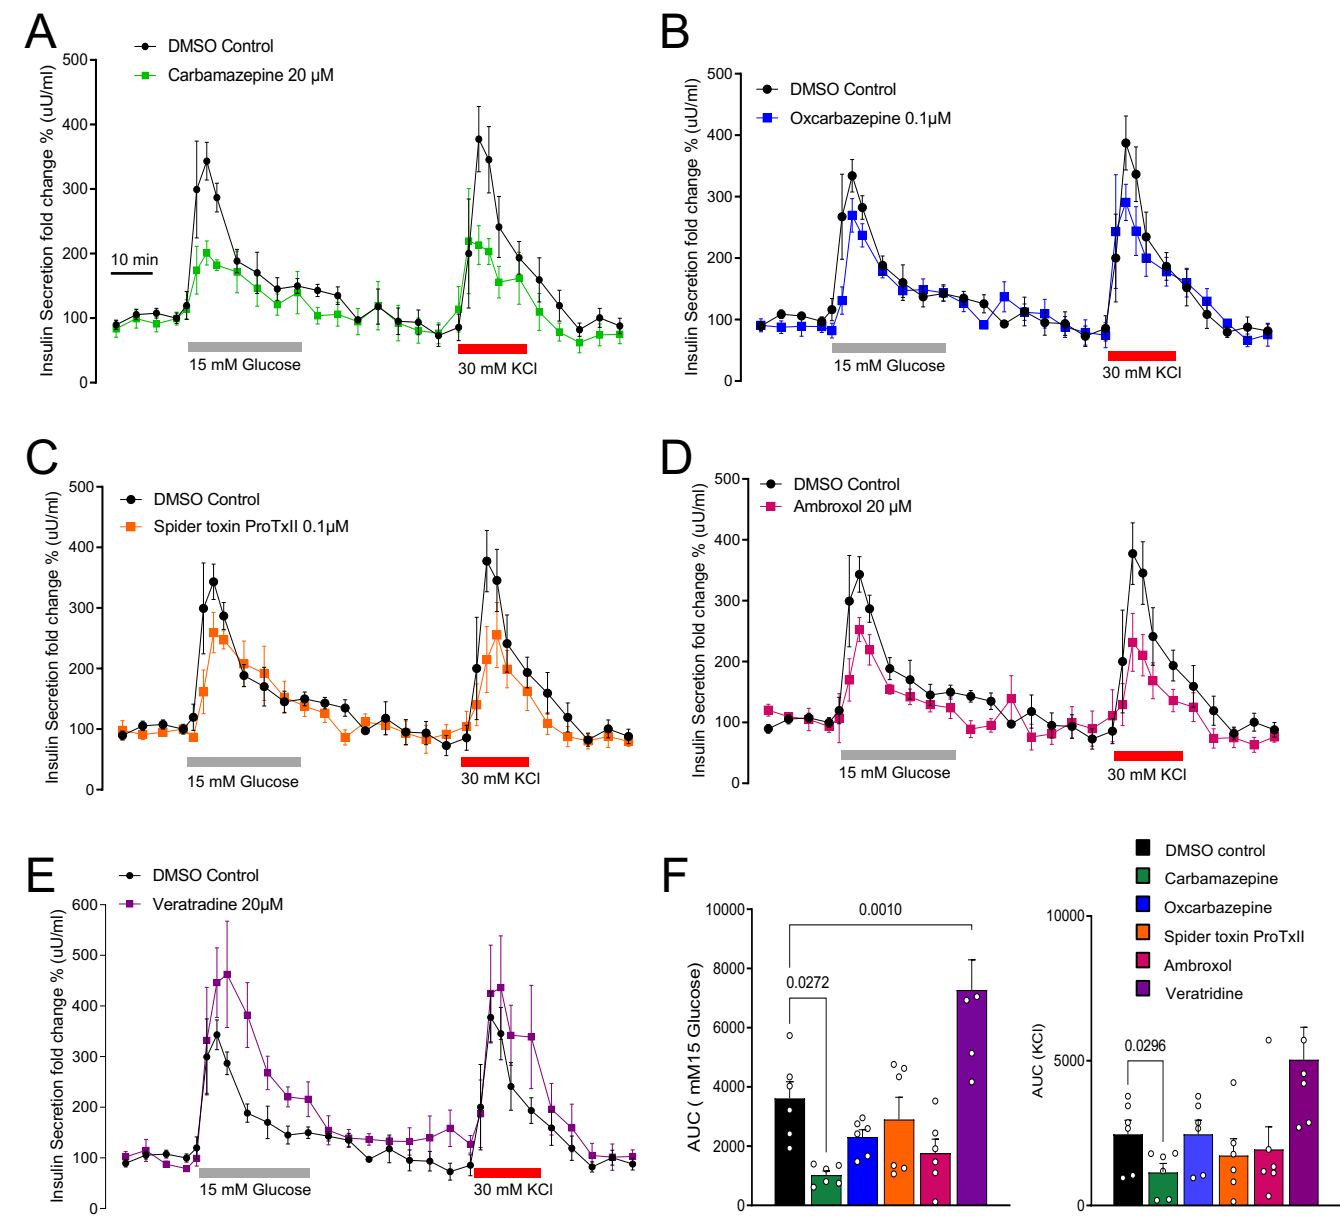 A
DMSO Control
Carbamazepine 20 µM
Insulin Secretion fold change % (uU/ml)
500
400
300
200
100
0
10 min
15 mM Glucose
30 mM KCl
B
DMSO Control
Oxcarbazepine 0.1µM
Insulin Secretion fold change % (uU/ml)
500
400
300
200
100
0
15 mM Glucose
30 mM KCl
C
DMSO Control
Spider toxin ProTxII 0.1µM
Insulin Secretion fold change % (uU/ml)
500
400
300
200
100
0
15 mM Glucose
30 mM KCl
D
DMSO Control
Ambroxol 20 µM
Insulin Secretion fold change % (uU/ml)
500
400
300
200
100
0
15 mM Glucose
30 mM KCl
E
DMSO Control
Veratradine 20µM
Insulin Secretion fold change % (uU/ml)
600
500
400
300
200
100
0
15 mM Glucose
30 mM KCl
F
AUC ( mM15 Glucose)
10000
8000
6000
4000
2000
0
0.0010
0.0272
DMSO control
Carbamazepine
Oxcarbazepine
Spider toxin ProTxII
Ambroxol
Veratridine
AUC (KCl)
10000
5000
0
0.0296